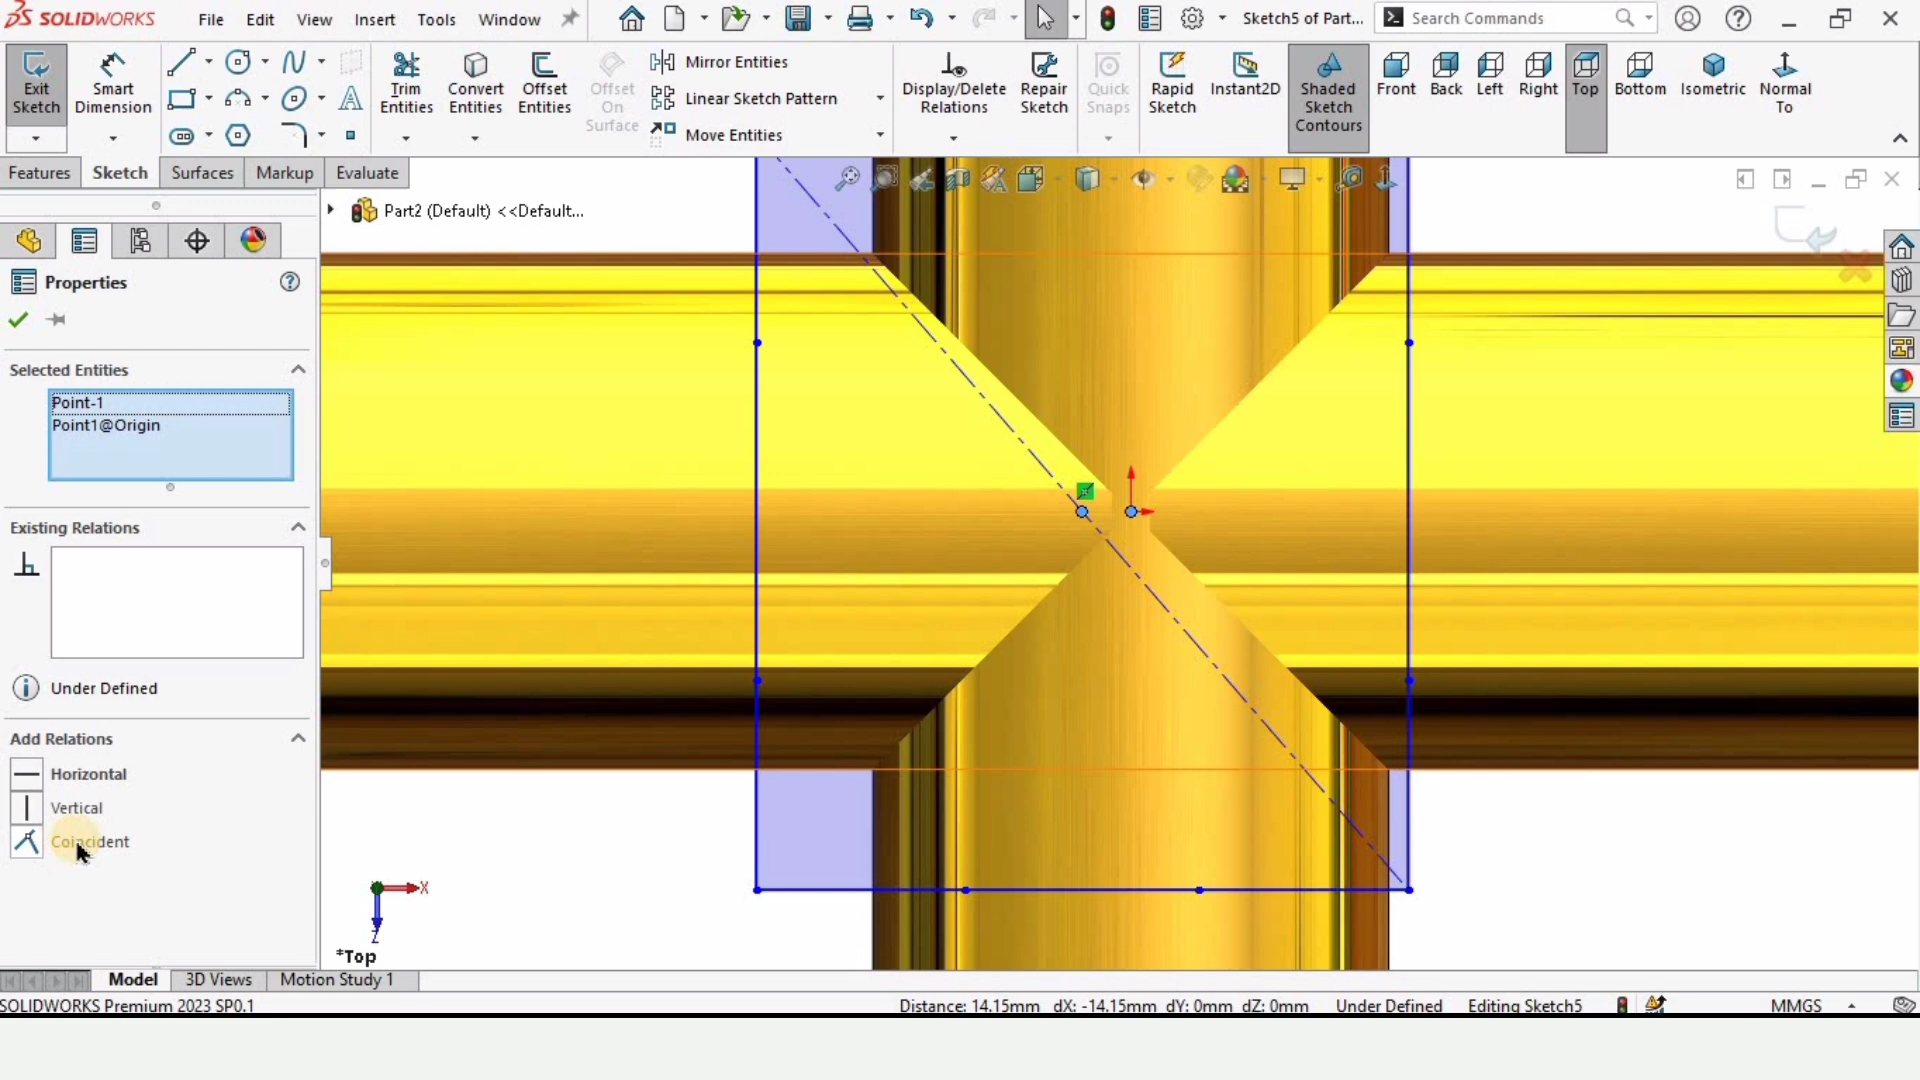 SOLIDWORKS File Edit View Insert Tools Window Sketch5 of Part... Search Commands
Exit Sketch
Smart Dimension
Trim Entities
Convert Entities
Offset Entities
Offset On Surface
Mirror Entities
Linear Sketch Pattern
Move Entities
Display/Delete Relations
Repair Sketch
Quick Snaps
Rapid Sketch
Instant2D
Shaded Sketch Contours
Front Back Left Right Top Bottom Isometric
Normal To
Features Sketch Surfaces Markup Evaluate
Part2 (Default) <<Default...
Properties
Selected Entities
Point-1
Point1@Origin
Existing Relations
Under Defined
Add Relations
Horizontal
Vertical
Coincident
X
Z
*Top
Model 3D Views Motion Study 1
SOLIDWORKS Premium 2023 SP0.1 Distance: 14.15mm dX: -14.15mm dY: 0mm dZ: 0mm Under Defined Editing Sketch5 MMGS